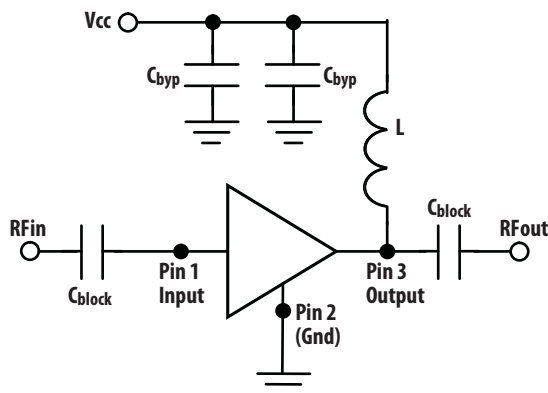 Vcc
Cbyp
Cbyp
L
RFin
Cblock
RFout
Cblock
Pin 1
Input
Pin 3
Output
Pin 2
(Gnd)